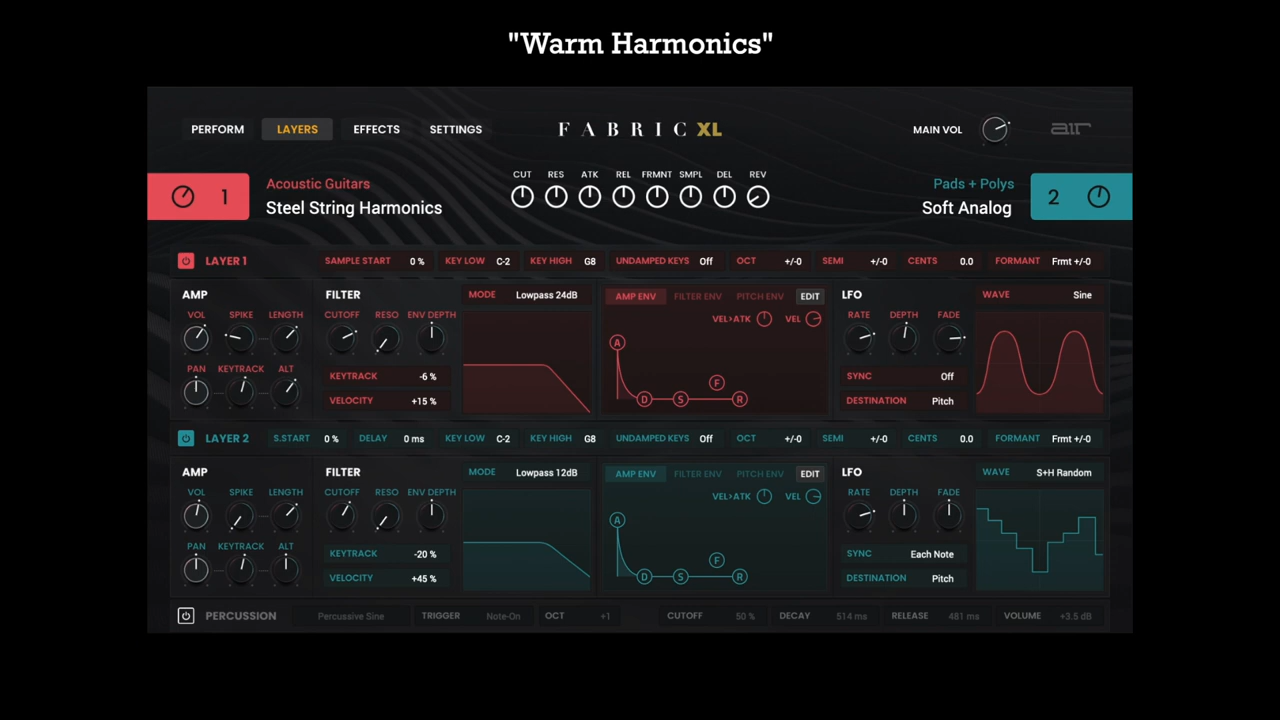 "Warm Harmonics"
PERFORM LAYERS EFFECTS SETTINGS FABRIC XL MAIN VOL air
CUT RES ATK REL FRMNT SMPL DEL REV
1 Acoustic Guitars Pads + Polys 2
Steel String Harmonics Soft Analog
LAYER 1 SAMPLE START 0 % KEY LOW C-2 KEY HIGH G8 UNDAMPED KEYS Off OCT +/-0 SEMI +/-0 CENTS 0.0 FORMANT Frmt +/-0
AMP FILTER MODE Lowpass 24dB AMP ENV FILTER ENV PITCH ENV EDIT LFO WAVE Sine
VOL SPIKE LENGTH CUTOFF RESO ENV DEPTH VEL>ATK VEL RATE DEPTH FADE
A
PAN KEYTRACK ALT KEYTRACK -6 % F SYNC Off
VELOCITY +15 % D S R DESTINATION Pitch
LAYER 2 S.START 0 % DELAY 0 ms KEY LOW C-2 KEY HIGH G8 UNDAMPED KEYS Off OCT +/-0 SEMI +/-0 CENTS 0.0 FORMANT Frmt +/-0
AMP FILTER MODE Lowpass 12dB AMP ENV FILTER ENV PITCH ENV EDIT LFO WAVE S+H Random
VOL SPIKE LENGTH CUTOFF RESO ENV DEPTH VEL>ATK VEL RATE DEPTH FADE
A
PAN KEYTRACK ALT KEYTRACK -20 % F SYNC Each Note
VELOCITY +45 % D S R DESTINATION Pitch
PERCUSSION Percussive Sine TRIGGER Note-On OCT +1 CUTOFF 50 % DECAY 514 ms RELEASE 481 ms VOLUME +3.5 dB